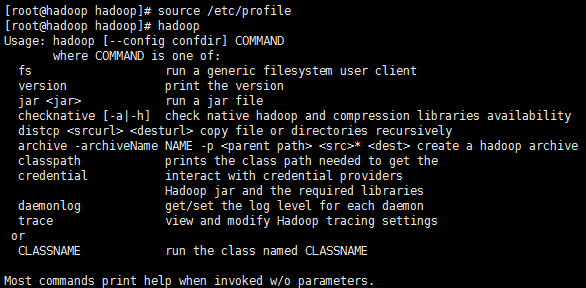 [root@hadoop hadoop]# source /etc/profile
[root@hadoop hadoop]# hadoop
Usage: hadoop [--config confdir] COMMAND
       where COMMAND is one of:
  fs                   run a generic filesystem user client
  version              print the version
  jar <jar>            run a jar file
  checknative [-a|-h]  check native hadoop and compression libraries availability
  distcp <srcurl> <desturl> copy file or directories recursively
  archive -archiveName NAME -p <parent path> <src>* <dest> create a hadoop archive
  classpath            prints the class path needed to get the
  credential           interact with credential providers
                       Hadoop jar and the required libraries
  daemonlog            get/set the log level for each daemon
  trace                view and modify Hadoop tracing settings
 or
  CLASSNAME            run the class named CLASSNAME

Most commands print help when invoked w/o parameters.